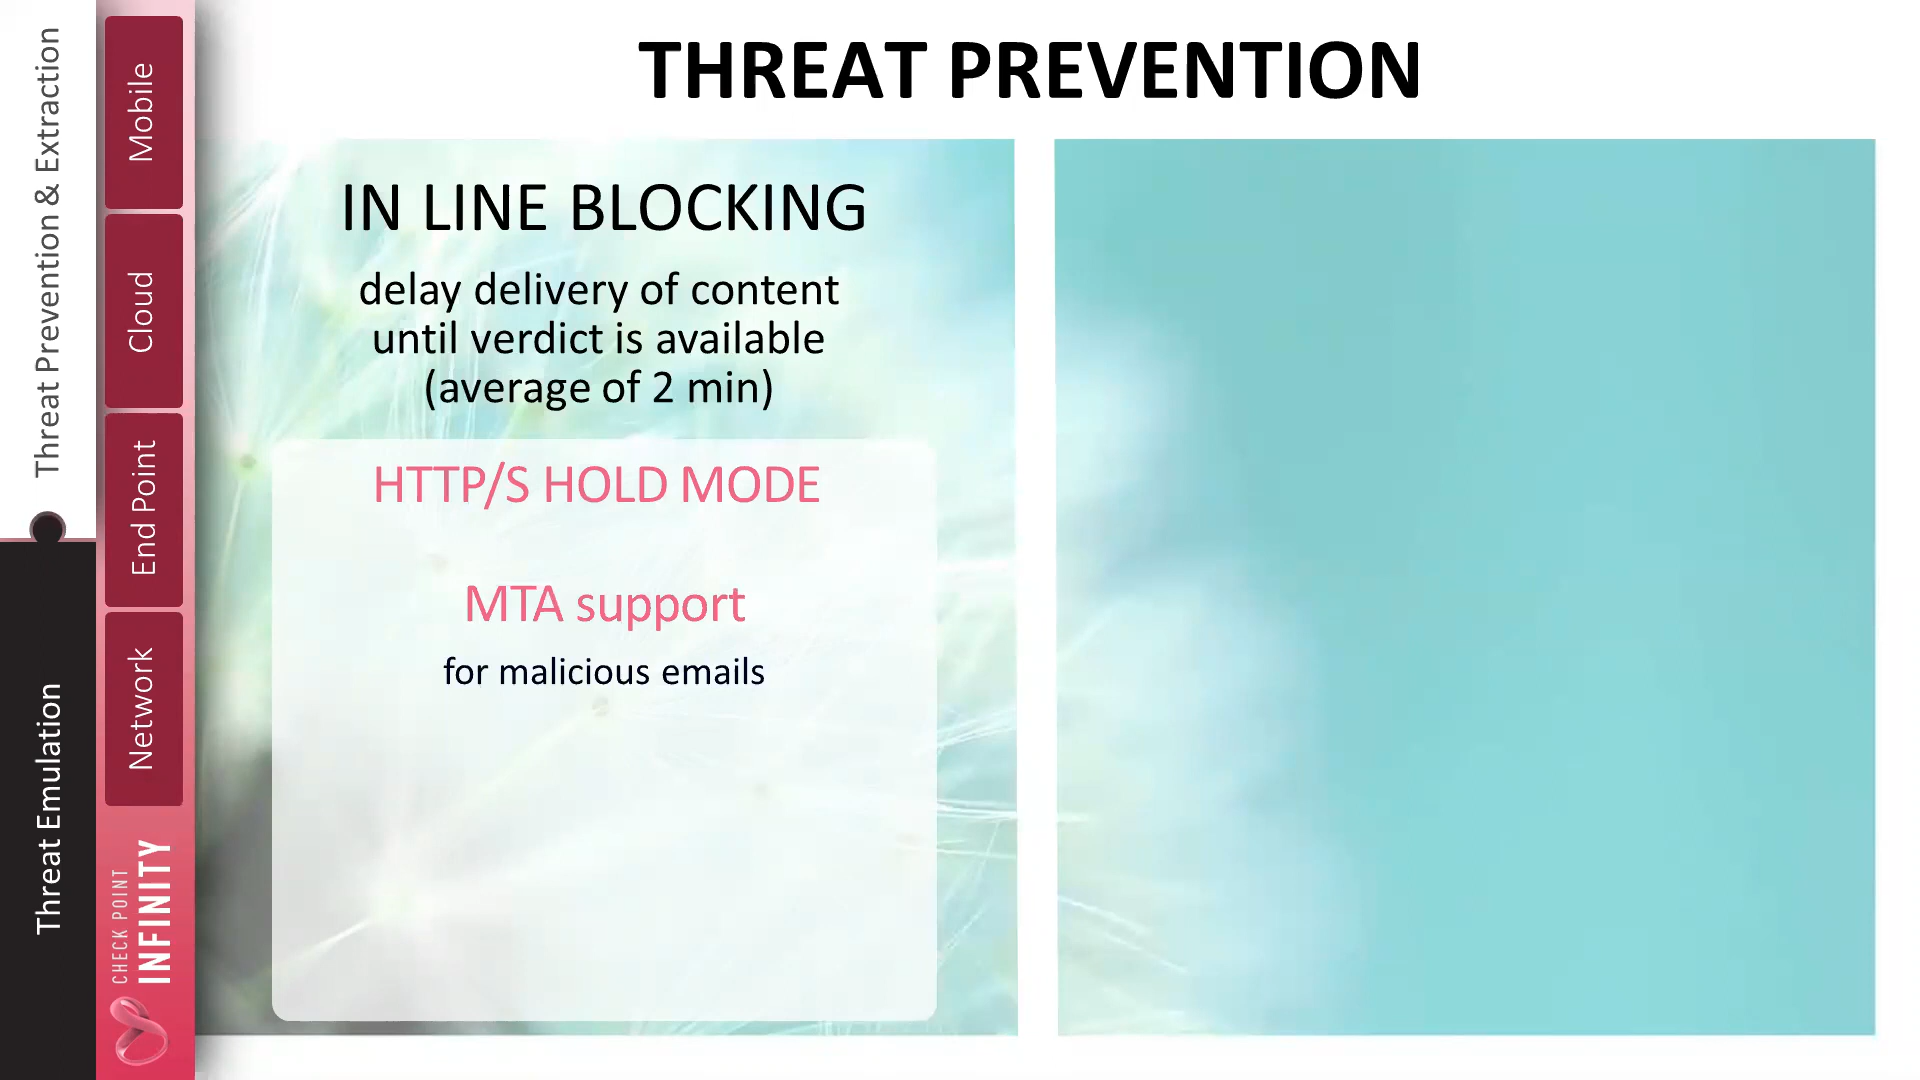 THREAT PREVENTION
Threat Prevention & Extraction
Threat Emulation
Mobile
Cloud
End Point
Network
CHECK POINT
INFINITY
IN LINE BLOCKING
delay delivery of content
until verdict is available
(average of 2 min)
HTTP/S HOLD MODE
MTA support
for malicious emails